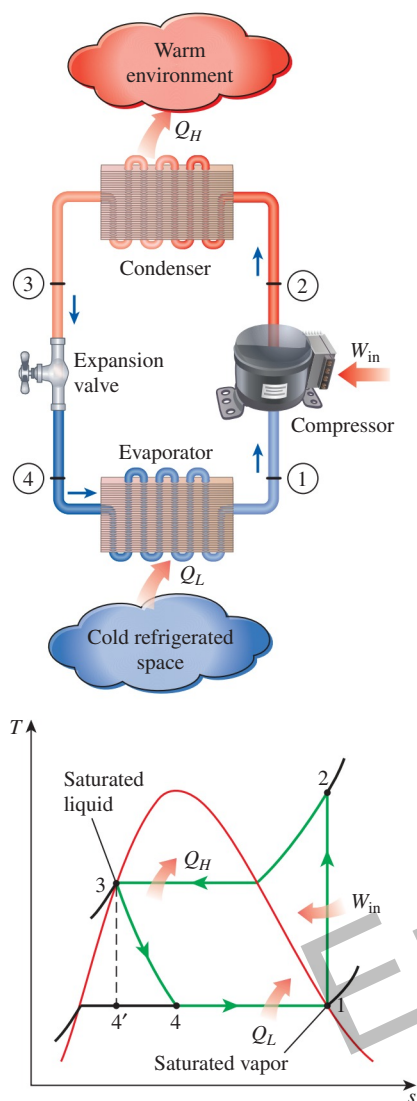 Warm
environment
Q_H
Condenser
3
2
Expansion
valve
W_in
Compressor
Evaporator
4
1
Q_L
Cold refrigerated
space
T
Saturated
liquid
2
Q_H
3
W_in
4′
4
Q_L
1
Saturated vapor
s
E